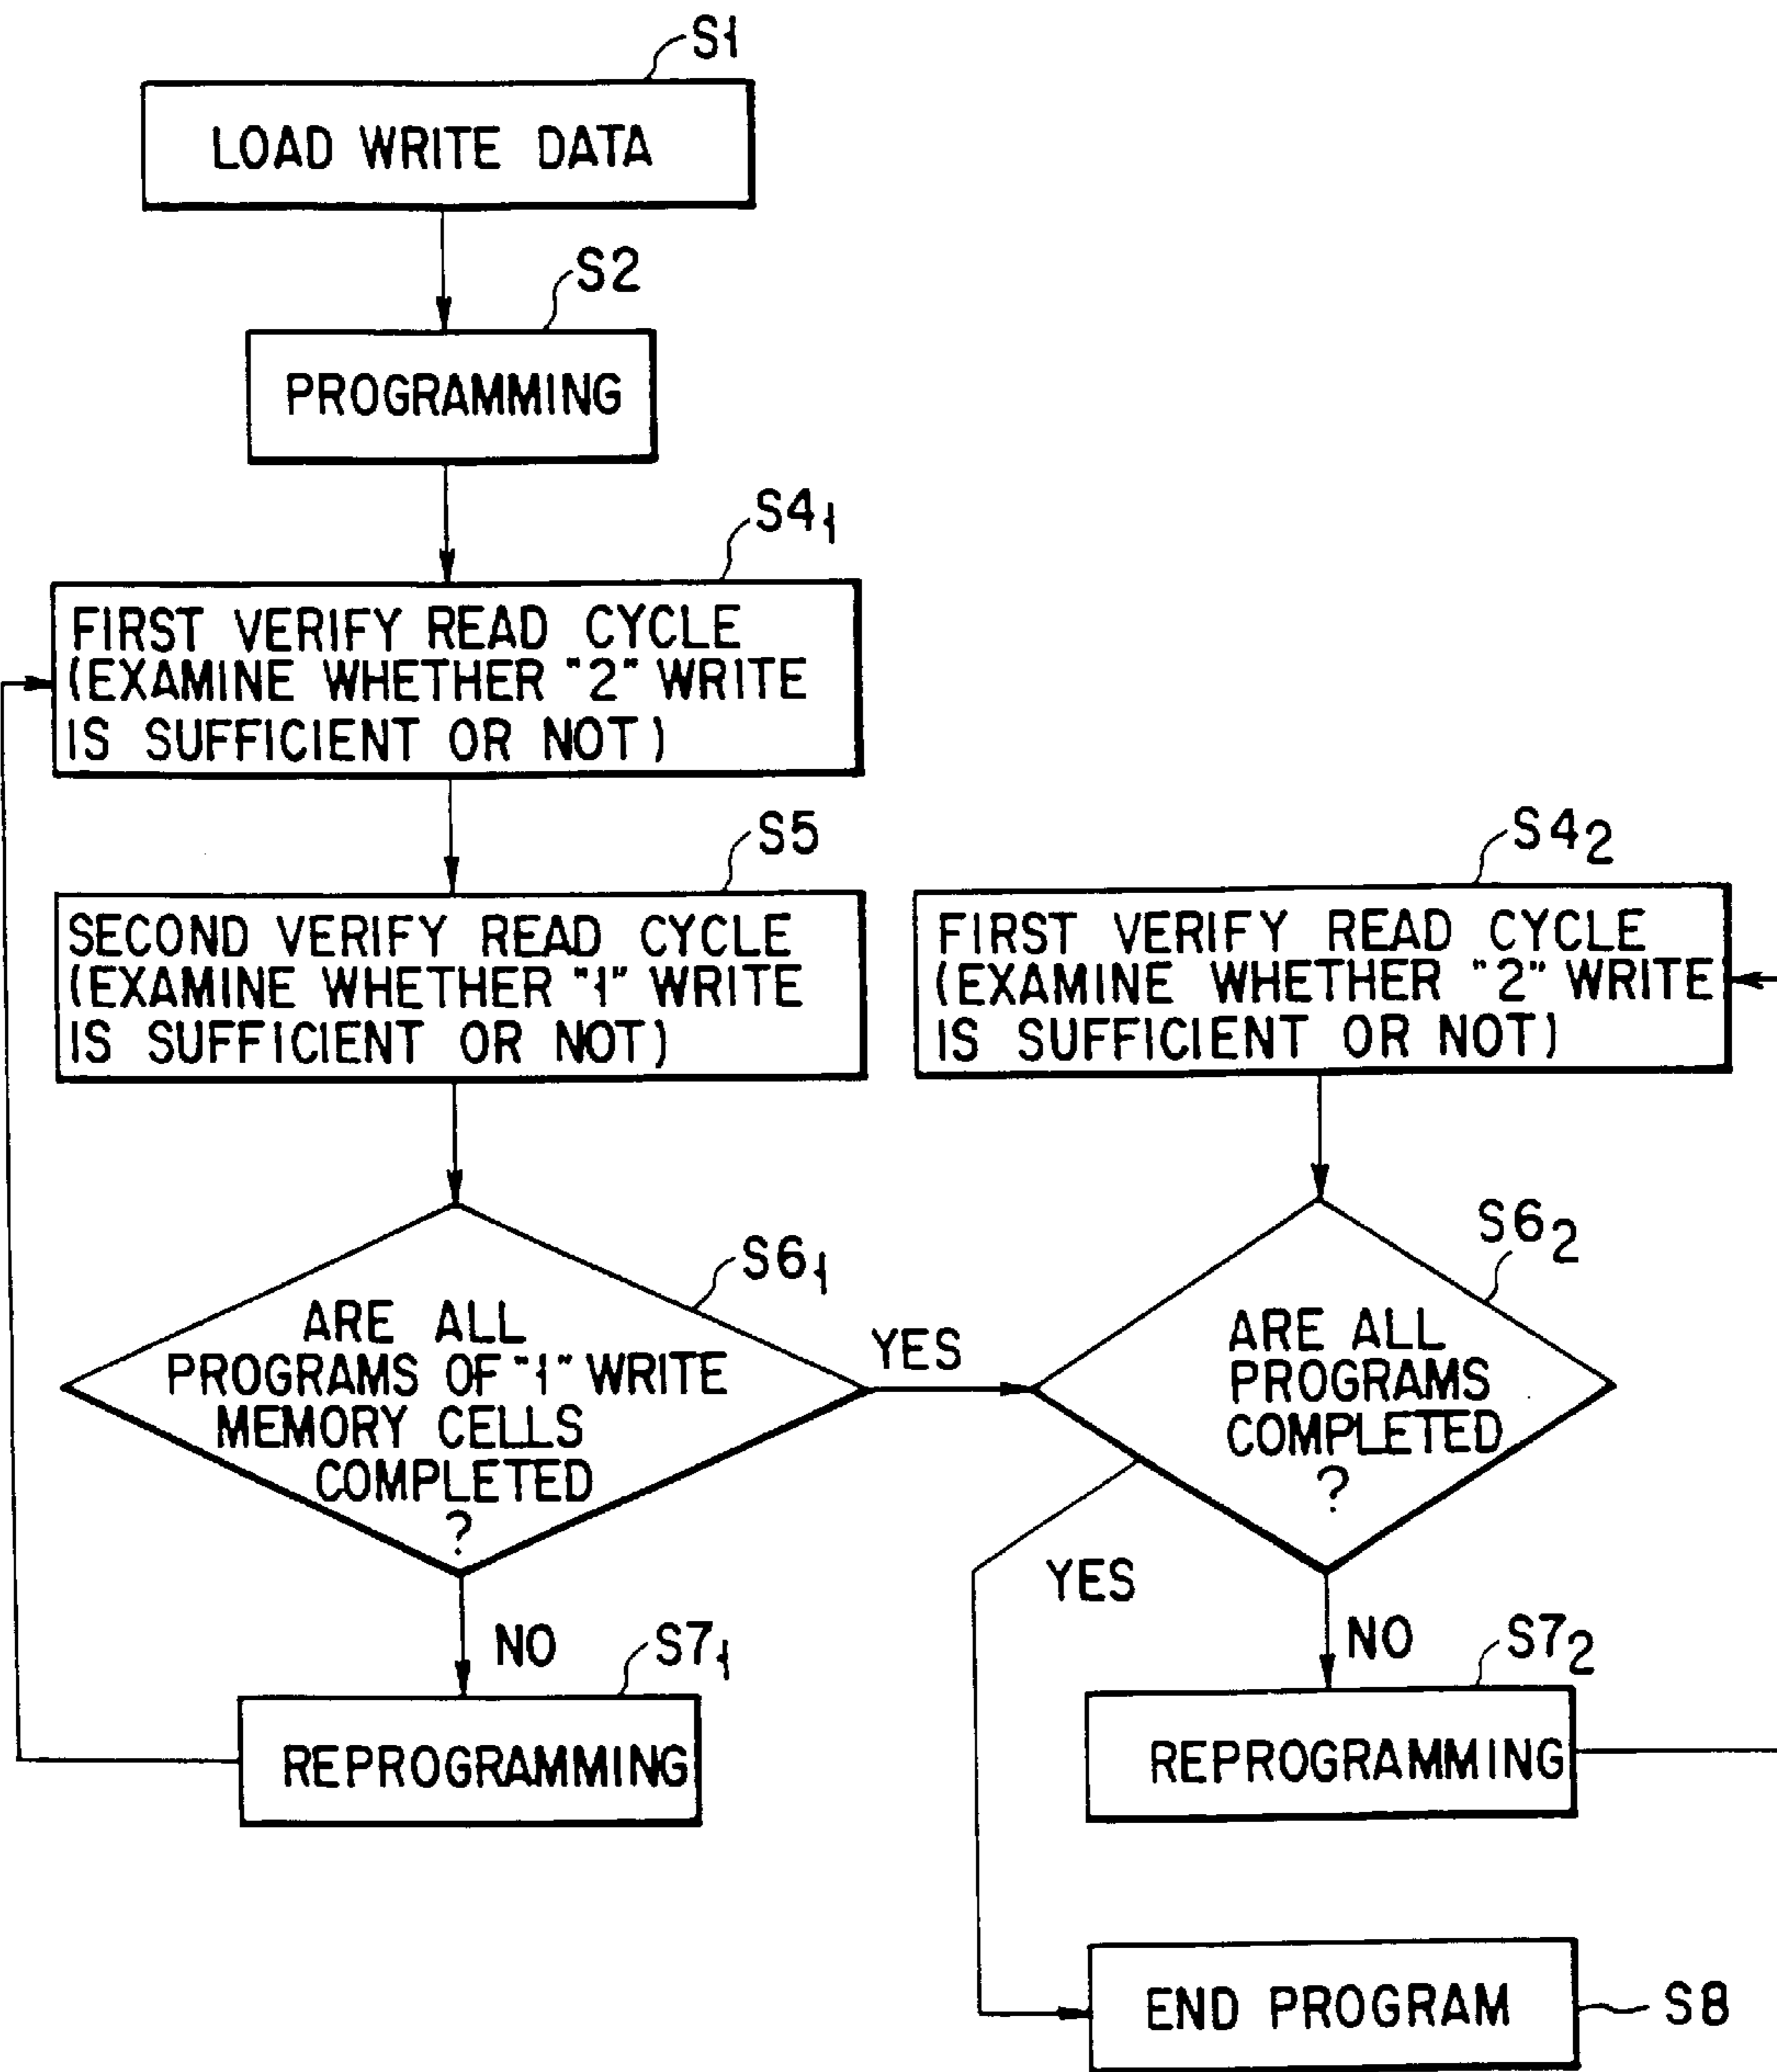 S1
LOAD WRITE DATA
S2
PROGRAMMING
S4₁
FIRST VERIFY READ CYCLE
(EXAMINE WHETHER "2" WRITE
IS SUFFICIENT OR NOT)
S5
SECOND VERIFY READ CYCLE
(EXAMINE WHETHER "1" WRITE
IS SUFFICIENT OR NOT)
S6₁
ARE ALL
PROGRAMS OF "1" WRITE
MEMORY CELLS
COMPLETED
?
YES
NO
S7₁
REPROGRAMMING
S4₂
FIRST VERIFY READ CYCLE
(EXAMINE WHETHER "2" WRITE
IS SUFFICIENT OR NOT)
S6₂
ARE ALL
PROGRAMS
COMPLETED
?
YES
NO
S7₂
REPROGRAMMING
END PROGRAM
S8